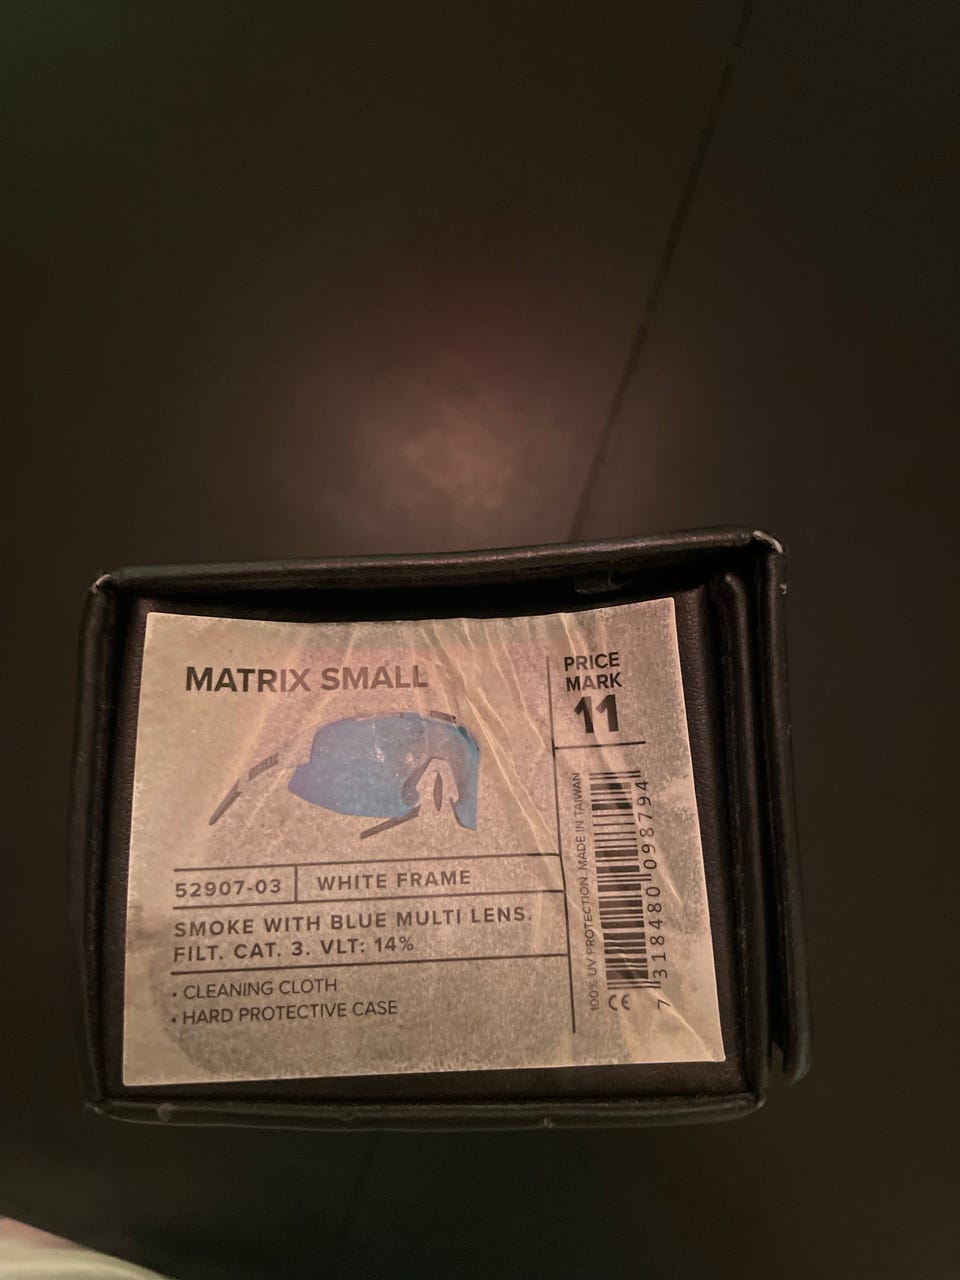 MATRIX SMALL
PRICE
MARK
11
52907-03
WHITE FRAME
SMOKE WITH BLUE MULTI LENS.
FILT. CAT. 3. VLT: 14%
• CLEANING CLOTH
• HARD PROTECTIVE CASE
100% UV PROTECTION. MADE IN TAIWAN
CE
7 318480 098794